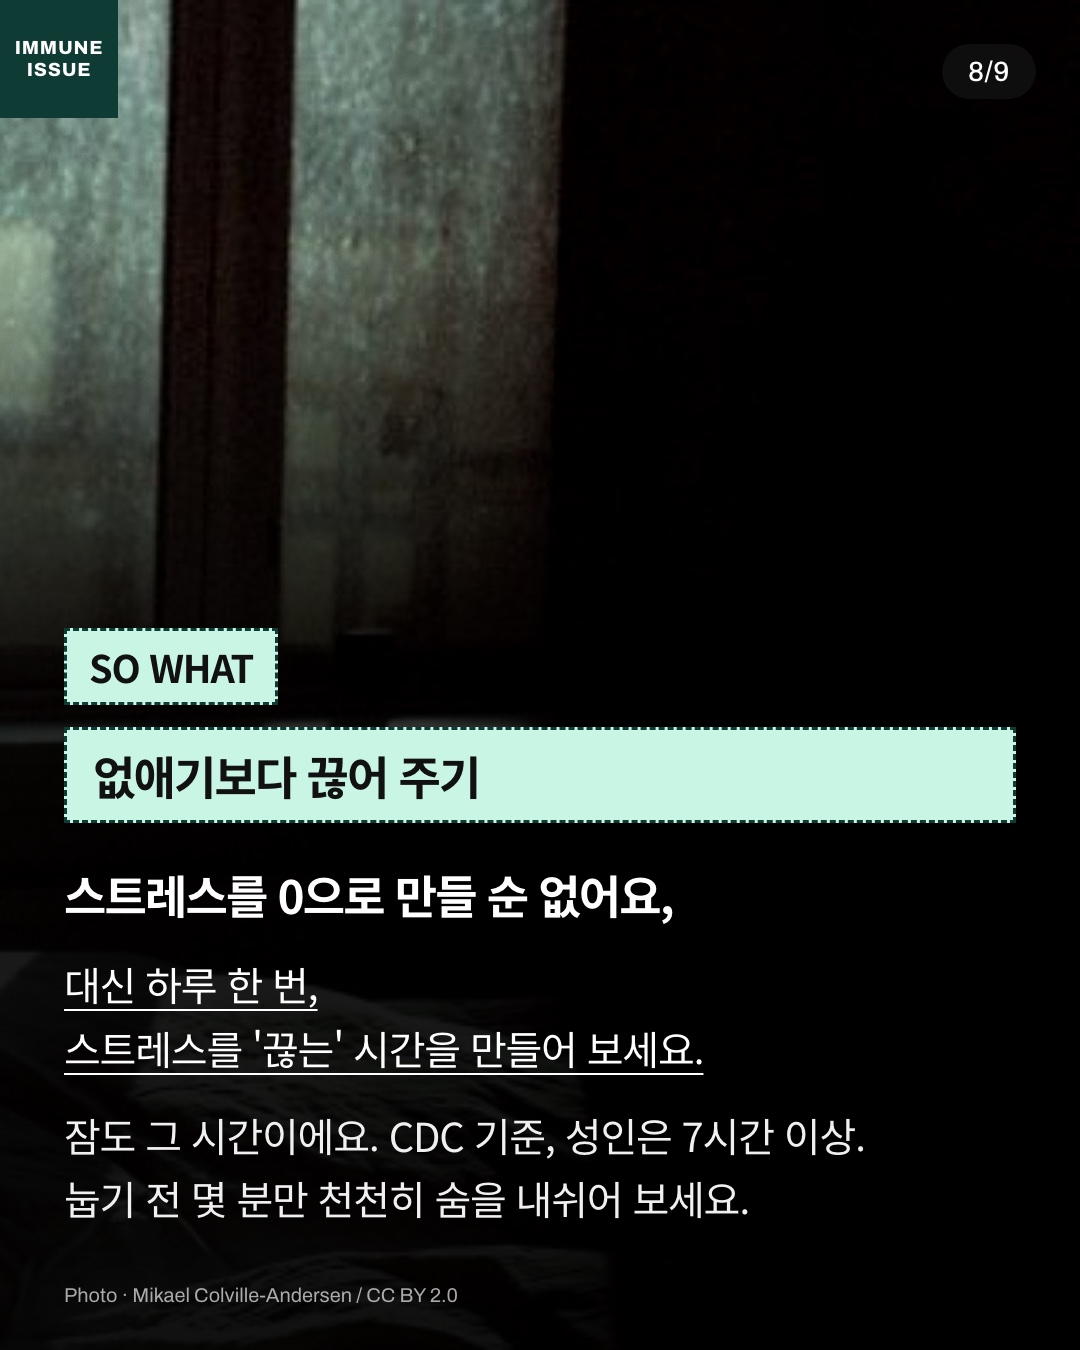 IMMUNE
ISSUE
8/9
SO WHAT
없애기보다 끊어 주기
스트레스를 0으로 만들 순 없어요,
대신 하루 한 번,
스트레스를 '끊는' 시간을 만들어 보세요.
잠도 그 시간이에요. CDC 기준, 성인은 7시간 이상.
눕기 전 몇 분만 천천히 숨을 내쉬어 보세요.
Photo · Mikael Colville-Andersen / CC BY 2.0